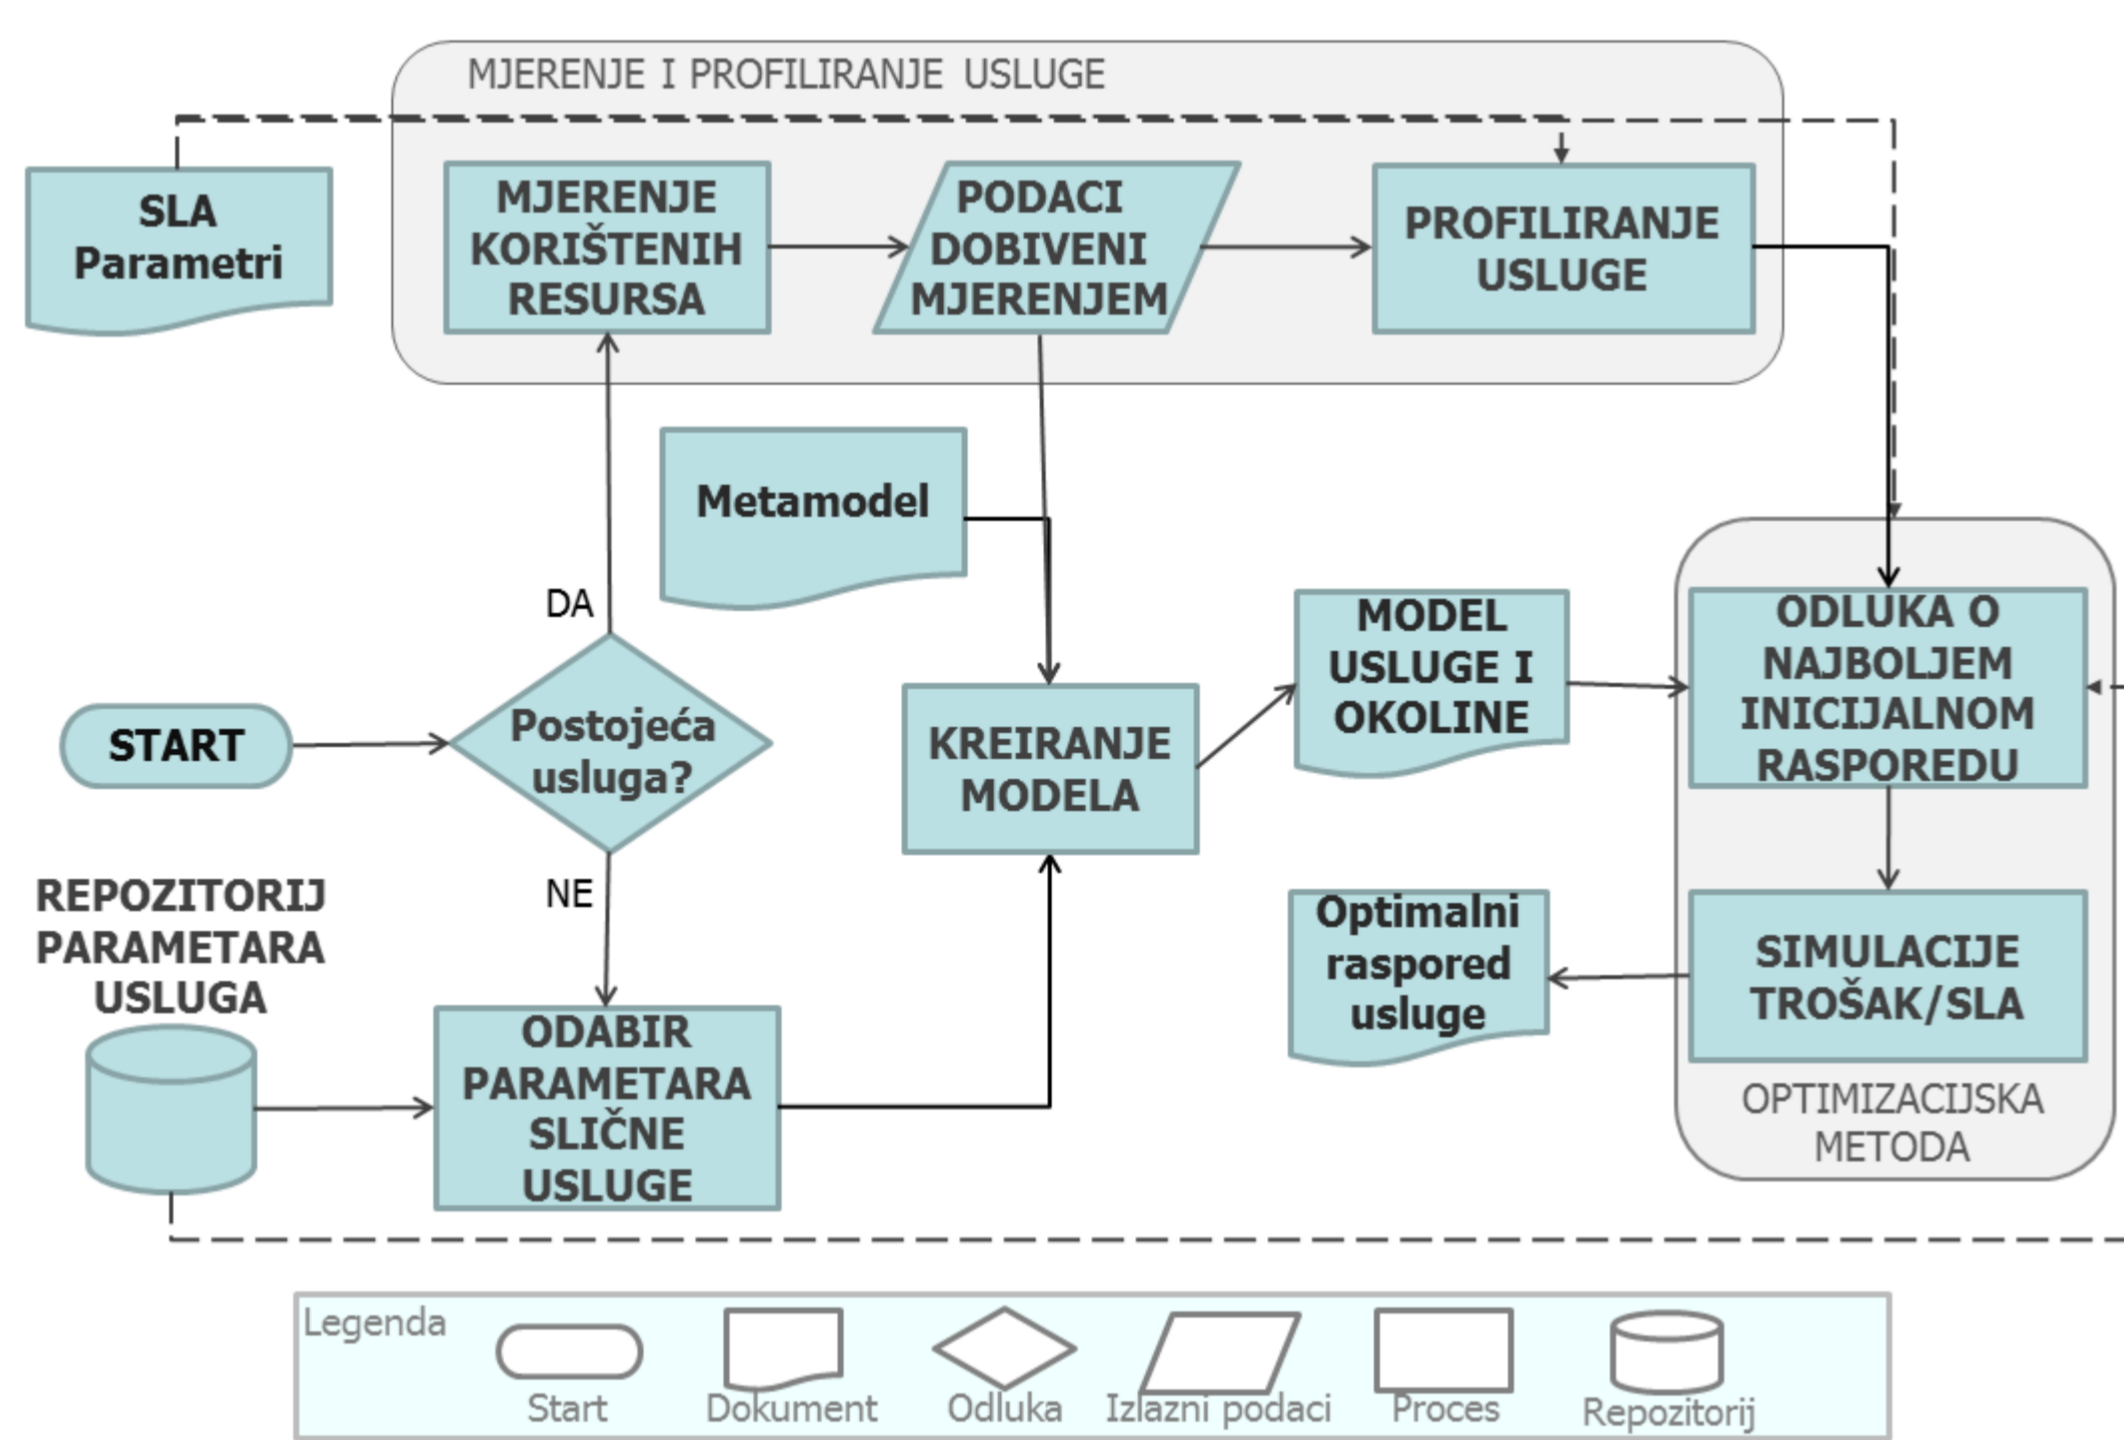 MJERENJE I PROFILIRANJE USLUGE
SLA
Parametri
MJERENJE
KORIŠTENIH
RESURSA
PODACI
DOBIVENI
MJERENJEM
PROFILIRANJE
USLUGE
Metamodel
DA
START
Postojeća
usluga?
NE
KREIRANJE
MODELA
MODEL
USLUGE I
OKOLINE
ODLUKA O
NAJBOLJEM
INICIJALNOM
RASPOREDU
REPOZITORIJ
PARAMETARA
USLUGA
ODABIR
PARAMETARA
SLIČNE
USLUGE
Optimalni
raspored
usluge
SIMULACIJE
TROŠAK/SLA
OPTIMIZACIJSKA
METODA
Legenda
Start
Dokument
Odluka
Izlazni podaci
Proces
Repozitorij